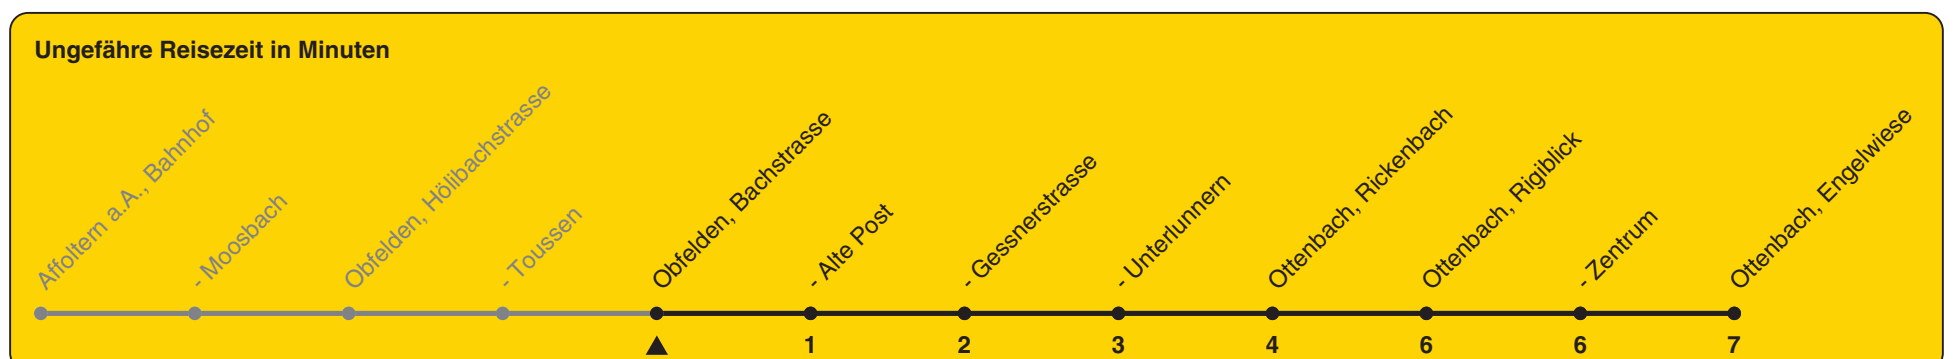 Ungefähre Reisezeit in Minuten
Affoltern a.A., Bahnhof
- Moosbach
Obfelden, Hölibachstrasse
- Toussen
Obfelden, Bachstrasse
- Alte Post
- Gessnerstrasse
- Unterlunnern
Ottenbach, Rickenbach
Ottenbach, Rigiblick
- Zentrum
Ottenbach, Engelwiese
1 2 3 4 6 6 7